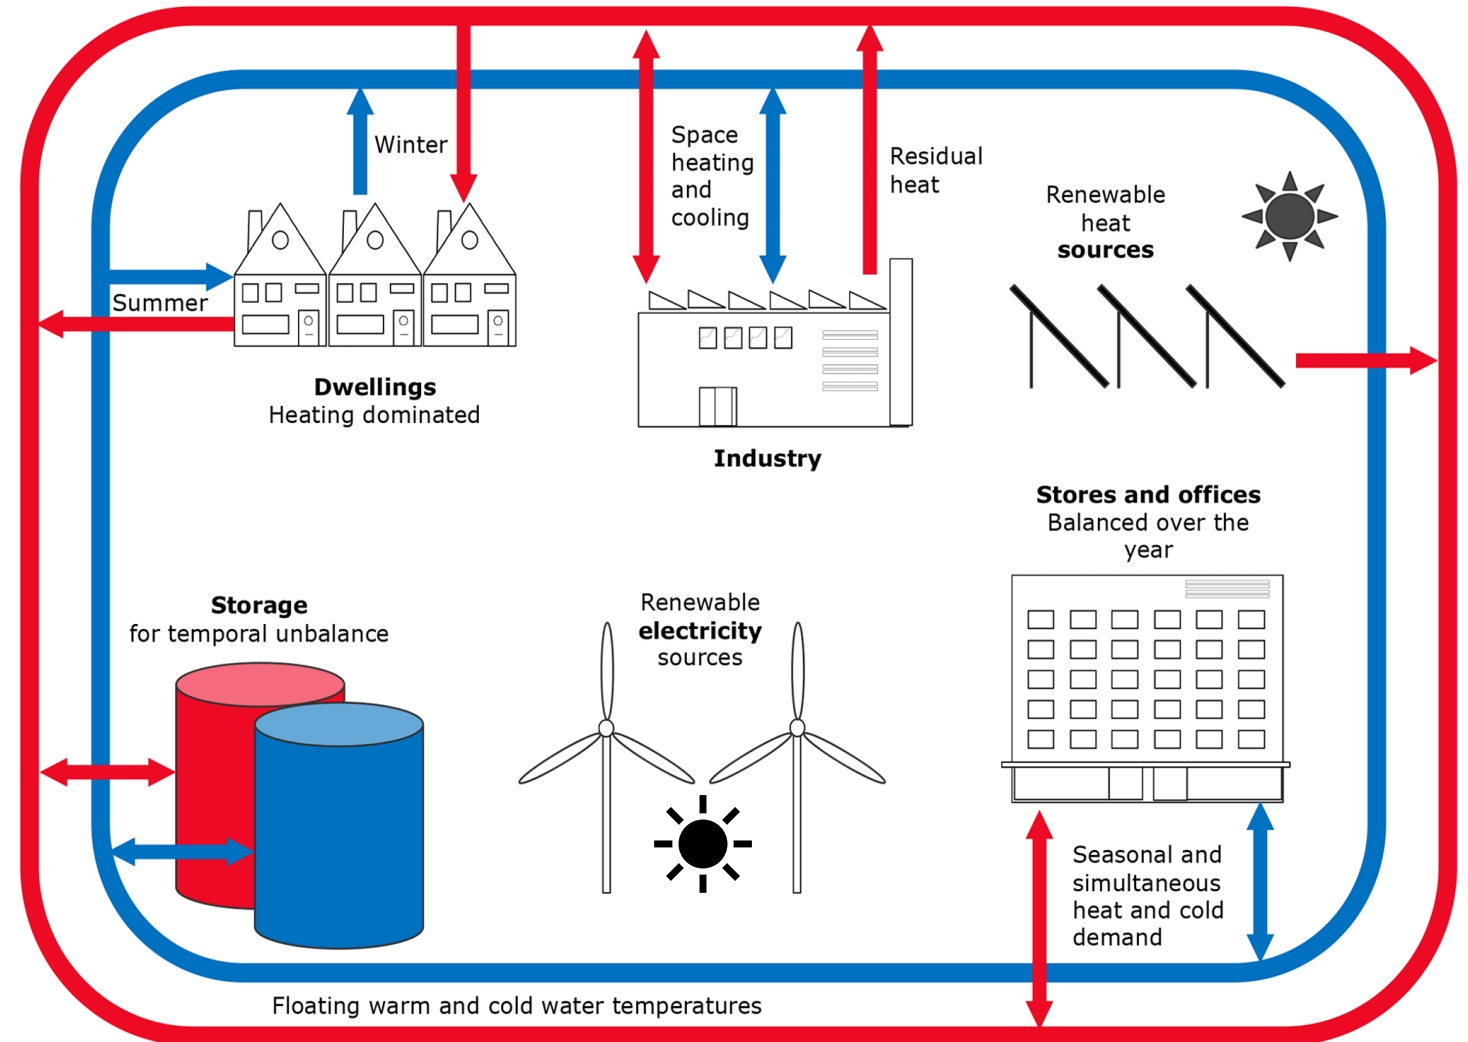 Winter
Space
heating
and
cooling
Residual
heat
Renewable
heat
sources
Summer
Dwellings
Heating dominated
Industry
Stores and offices
Balanced over the
year
Storage
for temporal unbalance
Renewable
electricity
sources
Seasonal and
simultaneous
heat and cold
demand
Floating warm and cold water temperatures